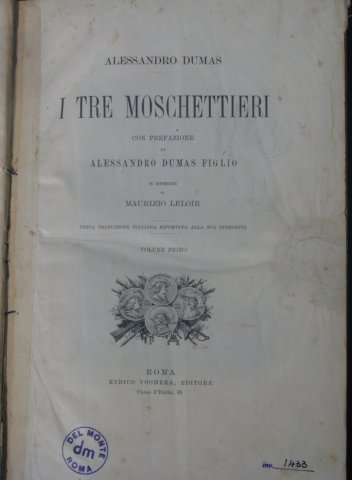 ALESSANDRO DUMAS
I TRE MOSCHETTIERI
CON PREFAZIONE
DI
ALESSANDRO DUMAS FIGLIO
E DISEGNI
DI
MAURIZIO LELOIR
UNICA TRADUZIONE ITALIANA RIPORTATA ALLA SUA INTEGRITÀ
VOLUME PRIMO
ROMA
ENRICO VOGHERA, EDITORE
Corso d'Italia, 40.
DEL MONTE
dm
ROMA
inv. 1433